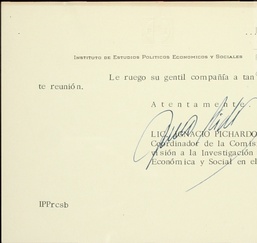 INSTITUTO DE ESTUDIOS POLITICOS ECONOMICOS Y SOCIALES
Le ruego su gentil compañía a tan
te reunión.
Atentamente.
LIC. IGNACIO PICHARDO
Coordinador de la Comis
visión a la Investigación
Económica y Social en el
IPPrcsb